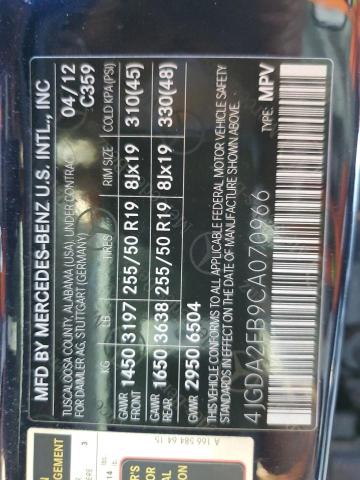 MFD BY MERCEDES-BENZ U.S. INTL., INC
TUSCALOOSA COUNTY, ALABAMA (USA), UNDER CONTRACT
FOR DAIMLER AG, STUTTGART (GERMANY)
04/12
C359
KG LB TIRES RIM SIZE COLD KPA(PSI)
GAWR FRONT 1450 3197 255/50 R19 8Jx19 310(45)
GAWR REAR 1650 3638 255/50 R19 8Jx19 330(48)
GVWR 2950 6504
THIS VEHICLE CONFORMS TO ALL APPLICABLE FEDERAL MOTOR VEHICLE SAFETY
STANDARDS IN EFFECT ON THE DATE OF MANUFACTURE SHOWN ABOVE.
4JGDA2EB9CA070966
TYPE: MPV
A 166 584 64 15